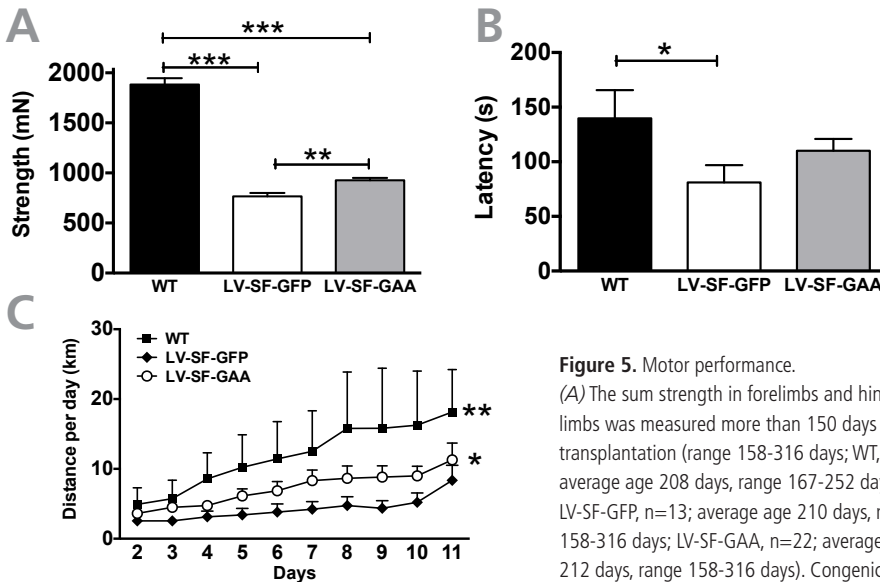 A
***
***
**
2000
1500
1000
500
0
Strength (mN)
WT LV-SF-GFP LV-SF-GAA
B
*
200
150
100
50
0
Latency (s)
WT LV-SF-GFP LV-SF-GAA
C
30
20
10
0
Distance per day (km)
WT
LV-SF-GFP
LV-SF-GAA
**
*
2 3 4 5 6 7 8 9 10 11
Days
Figure 5. Motor performance.
(A) The sum strength in forelimbs and hin
limbs was measured more than 150 days
transplantation (range 158-316 days; WT,
average age 208 days, range 167-252 da
LV-SF-GFP, n=13; average age 210 days, r
158-316 days; LV-SF-GAA, n=22; average
212 days, range 158-316 days). Congenic